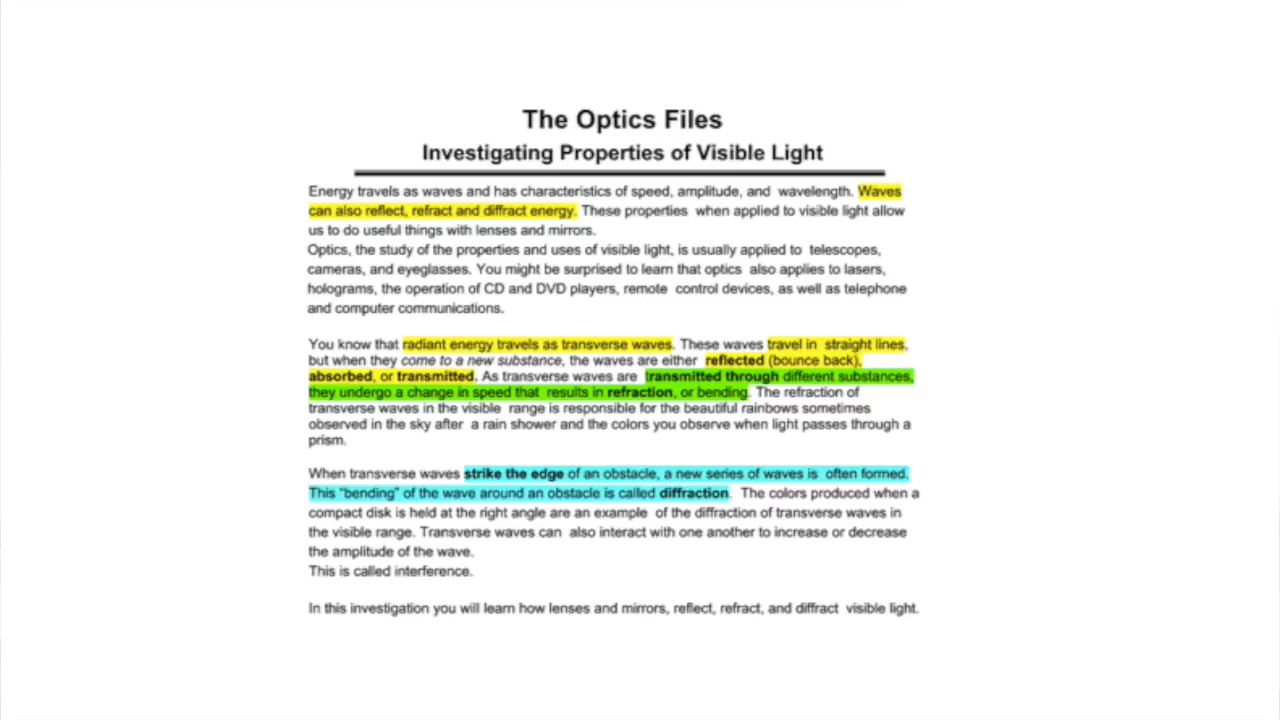 The Optics Files
Investigating Properties of Visible Light
Energy travels as waves and has characteristics of speed, amplitude, and wavelength. Waves
can also reflect, refract and diffract energy. These properties when applied to visible light allow
us to do useful things with lenses and mirrors.
Optics, the study of the properties and uses of visible light, is usually applied to telescopes,
cameras, and eyeglasses. You might be surprised to learn that optics also applies to lasers,
holograms, the operation of CD and DVD players, remote control devices, as well as telephone
and computer communications.
You know that radiant energy travels as transverse waves. These waves travel in straight lines,
but when they come to a new substance, the waves are either reflected (bounce back),
absorbed, or transmitted. As transverse waves are transmitted through different substances,
they undergo a change in speed that results in refraction, or bending. The refraction of
transverse waves in the visible range is responsible for the beautiful rainbows sometimes
observed in the sky after a rain shower and the colors you observe when light passes through a
prism.
When transverse waves strike the edge of an obstacle, a new series of waves is often formed.
This "bending" of the wave around an obstacle is called diffraction. The colors produced when a
compact disk is held at the right angle are an example of the diffraction of transverse waves in
the visible range. Transverse waves can also interact with one another to increase or decrease
the amplitude of the wave.
This is called interference.
In this investigation you will learn how lenses and mirrors, reflect, refract, and diffract visible light.